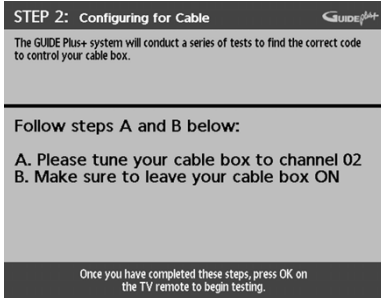 STEP 2: Configuring for Cable
GUIDE Plus+
The GUIDE Plus+ system will conduct a series of tests to find the correct code
to control your cable box.
Follow steps A and B below:
A. Please tune your cable box to channel 02
B. Make sure to leave your cable box ON
Once you have completed these steps, press OK on
the TV remote to begin testing.